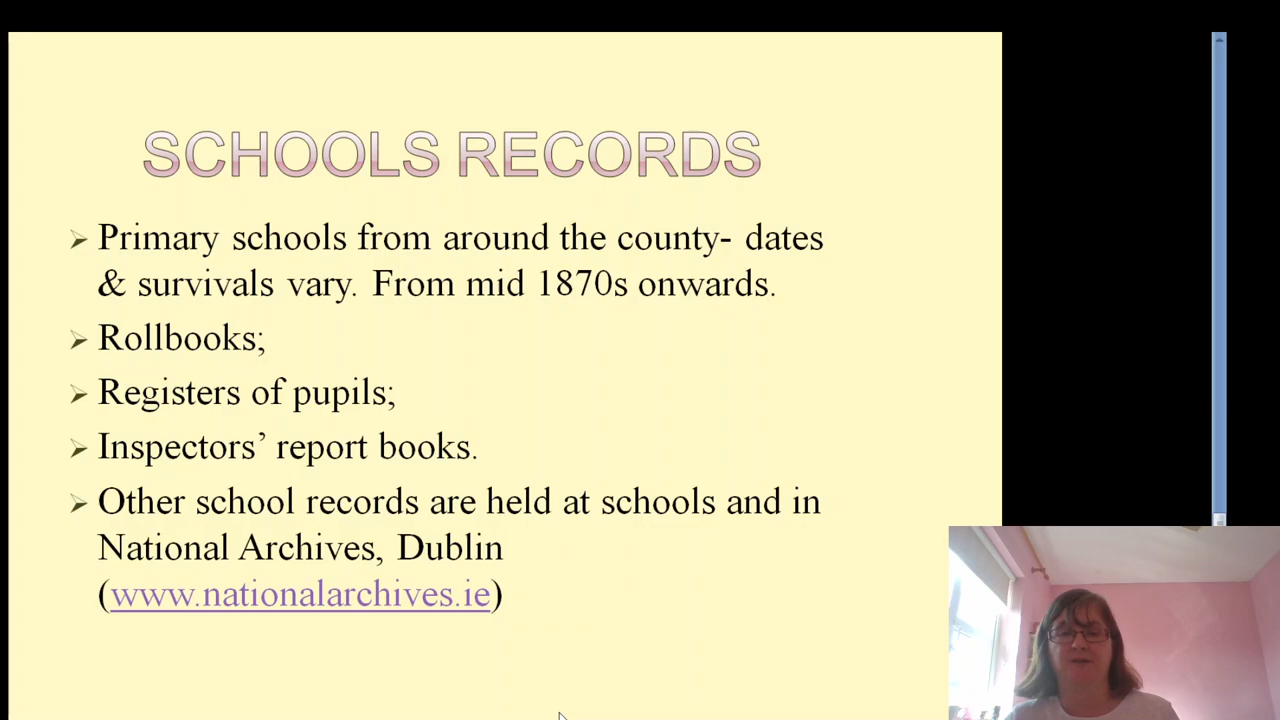 SCHOOLS RECORDS
Primary schools from around the county- dates
& survivals vary. From mid 1870s onwards.
Rollbooks;
Registers of pupils;
Inspectors’ report books.
Other school records are held at schools and in
National Archives, Dublin
(www.nationalarchives.ie)